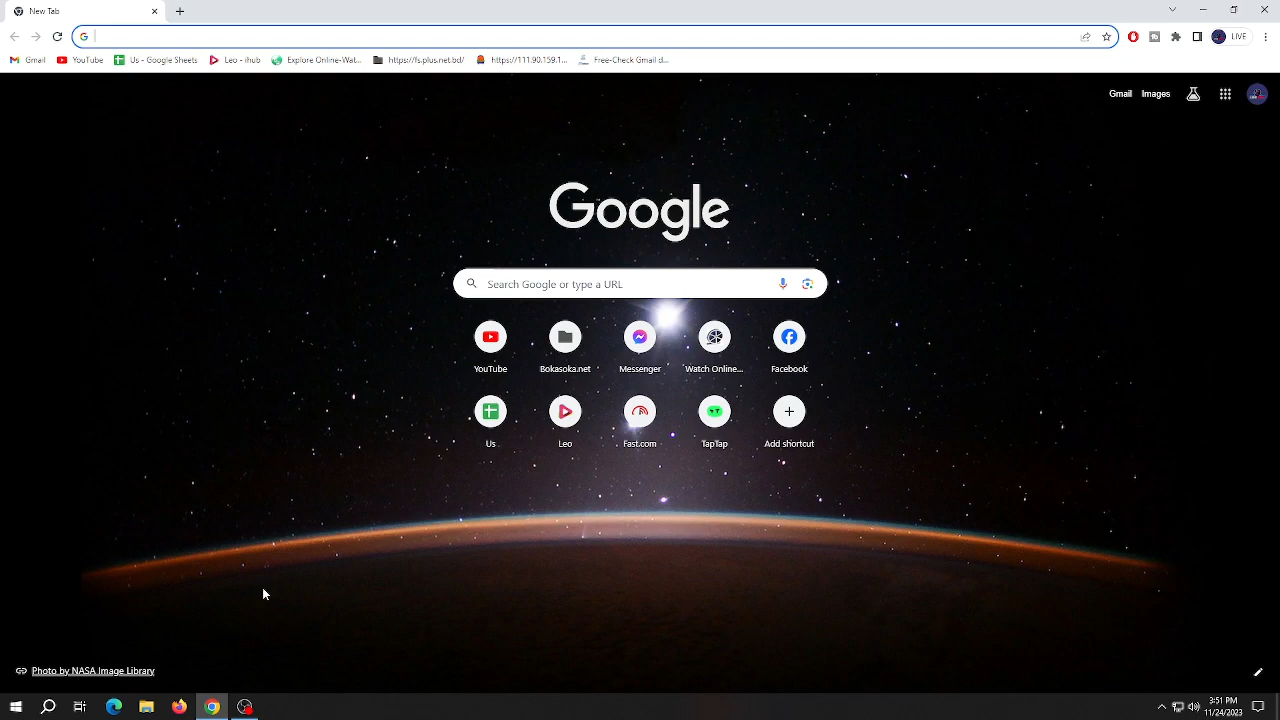 New Tab
Gmail
YouTube
Us - Google Sheets
Leo - ihub
Explore Online-Wat...
https://fs.plus.net.bd/
https://111.90.159.1...
Free-Check Gmail d...
LIVE
Gmail
Images
Google
Search Google or type a URL
YouTube
Bokasoka.net
Messenger
Watch Online...
Facebook
Us
Leo
Fast.com
TapTap
Add shortcut
Photo by NASA Image Library
3:51 PM
11/24/2023